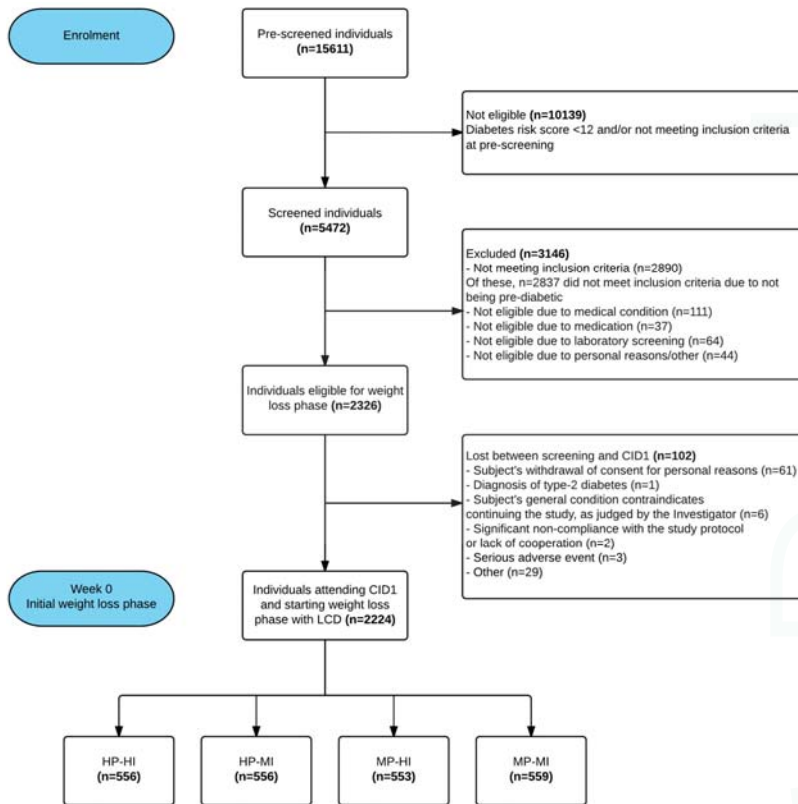 Enrolment
Pre-screened individuals
(n=15611)
Not eligible (n=10139)
Diabetes risk score <12 and/or not meeting inclusion criteria
at pre-screening
Screened individuals
(n=5472)
Excluded (n=3146)
- Not meeting inclusion criteria (n=2890)
Of these, n=2837 did not meet inclusion criteria due to not
being pre-diabetic
- Not eligible due to medical condition (n=111)
- Not eligible due to medication (n=37)
- Not eligible due to laboratory screening (n=64)
- Not eligible due to personal reasons/other (n=44)
Individuals eligible for weight
loss phase (n=2326)
Lost between screening and CID1 (n=102)
- Subject's withdrawal of consent for personal reasons (n=61)
- Diagnosis of type-2 diabetes (n=1)
- Subject's general condition contraindicates
continuing the study, as judged by the Investigator (n=6)
- Significant non-compliance with the study protocol
or lack of cooperation (n=2)
- Serious adverse event (n=3)
- Other (n=29)
Week 0
Initial weight loss phase
Individuals attending CID1
and starting weight loss
phase with LCD (n=2224)
HP-HI
(n=556)
HP-MI
(n=556)
MP-HI
(n=553)
MP-MI
(n=559)